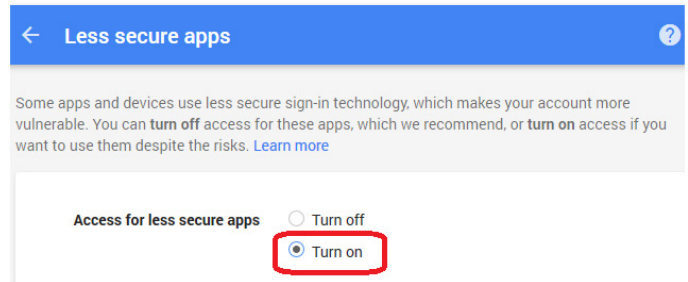 Less secure apps
Some apps and devices use less secure sign-in technology, which makes your account more
vulnerable. You can turn off access for these apps, which we recommend, or turn on access if you
want to use them despite the risks. Learn more
Access for less secure apps
Turn off
Turn on